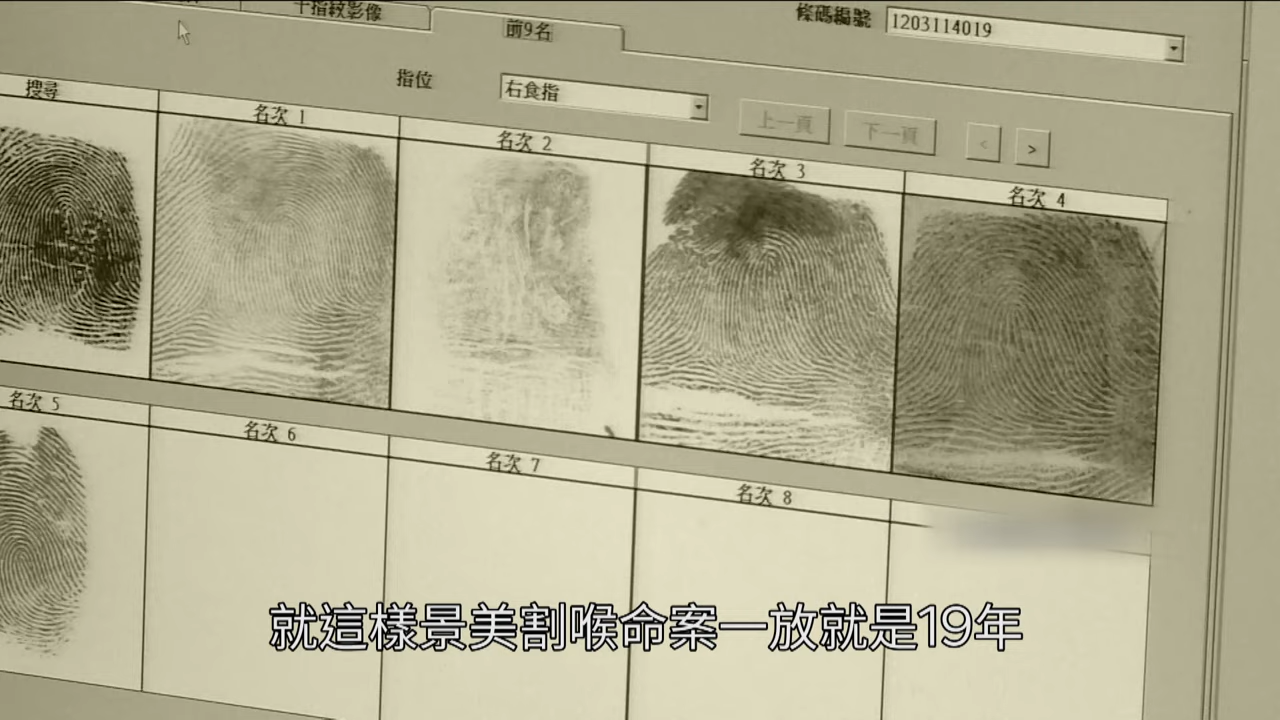 十指紋影像
前9名
條碼編號
1203114019
指位
右食指
上一頁
下一頁
<
>
搜尋
名次 1
名次 2
名次 3
名次 4
名次 5
名次 6
名次 7
名次 8
就這樣景美割喉命案一放就是19年